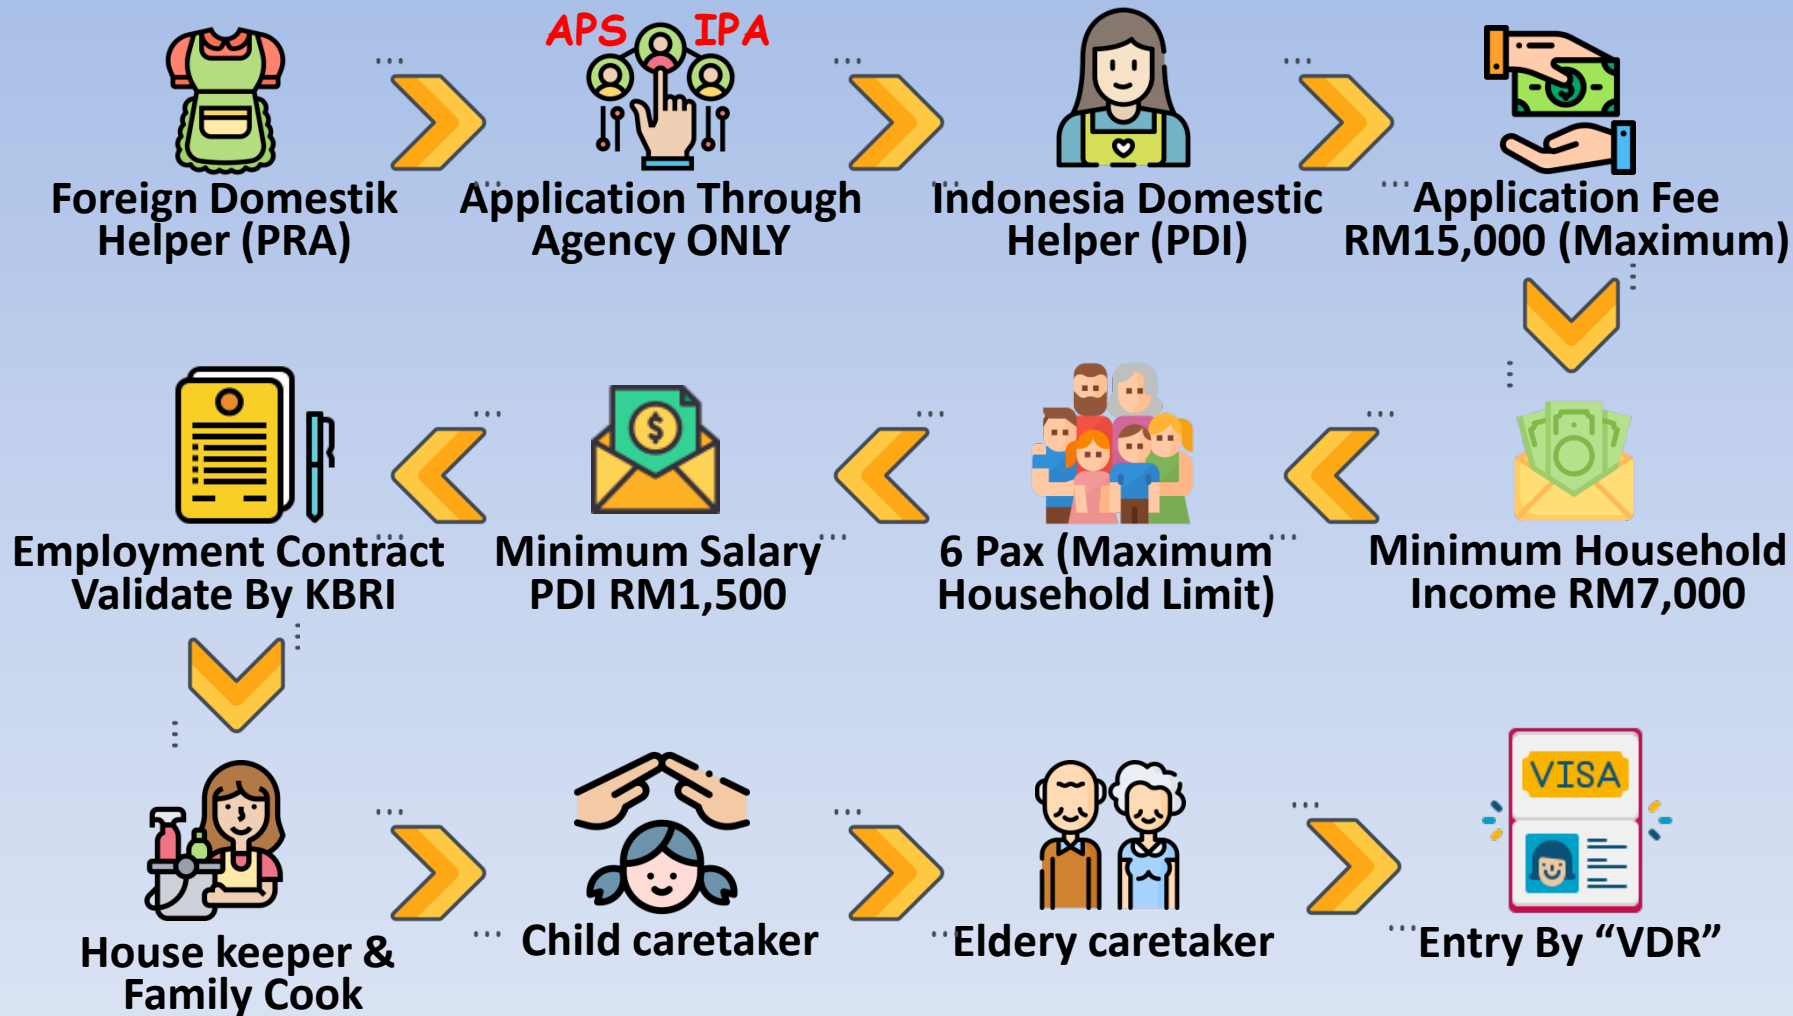 APS IPA
Foreign Domestik
Helper (PRA)
Application Through
Agency ONLY
Indonesia Domestic
Helper (PDI)
Application Fee
RM15,000 (Maximum)
Minimum Household
Income RM7,000
6 Pax (Maximum
Household Limit)
Minimum Salary
PDI RM1,500
Employment Contract
Validate By KBRI
House keeper &
Family Cook
Child caretaker
Eldery caretaker
VISA
Entry By “VDR”